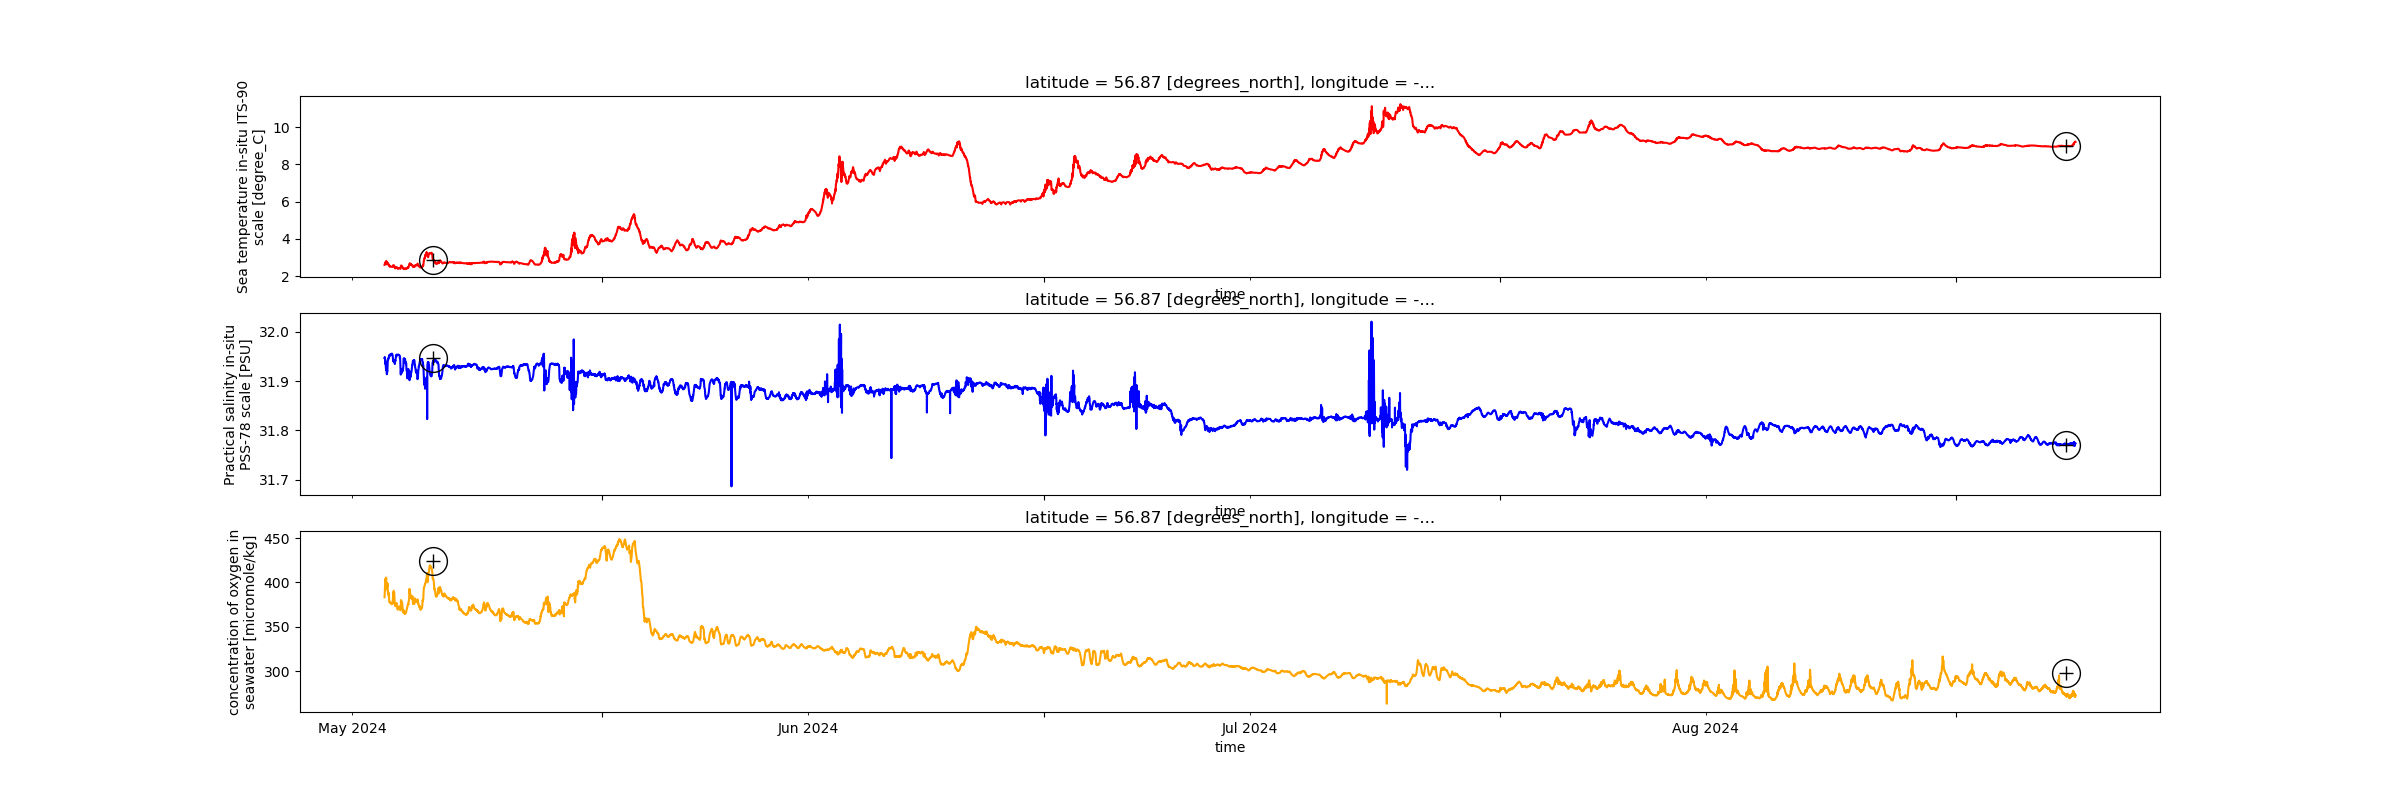 latitude = 56.87 [degrees_north], longitude = -...
Sea temperature in-situ ITS-90
scale [degree_C]
10
8
6
4
2
time
latitude = 56.87 [degrees_north], longitude = -...
Practical salinity in-situ
PSS-78 scale [PSU]
32.0
31.9
31.8
31.7
time
latitude = 56.87 [degrees_north], longitude = -...
concentration of oxygen in
seawater [micromole/kg]
450
400
350
300
May 2024
Jun 2024
Jul 2024
Aug 2024
time